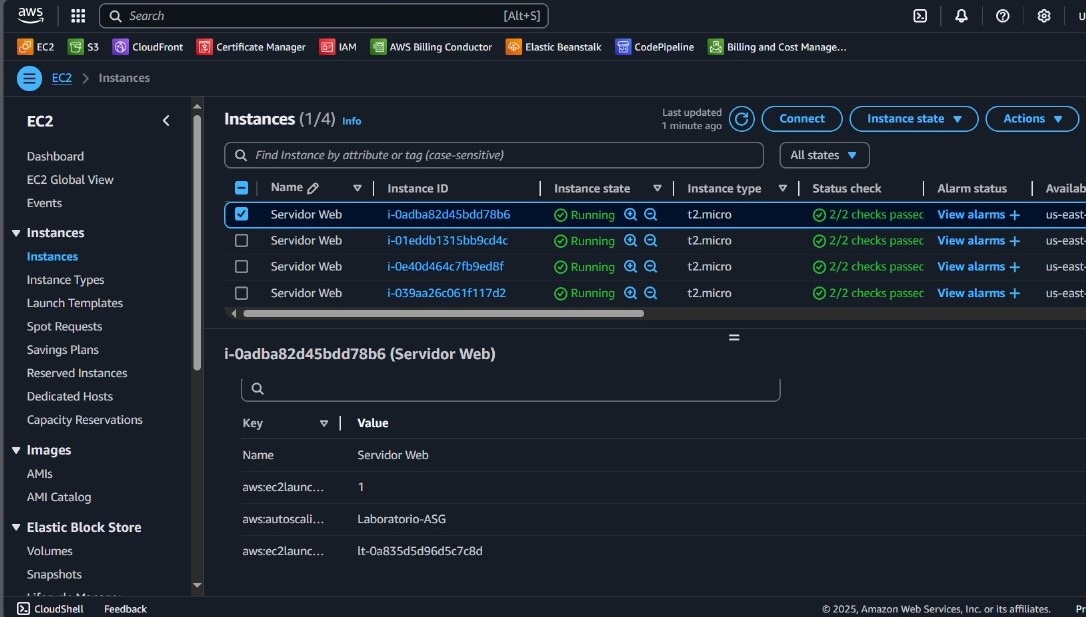 aws
Search [Alt+S]
EC2 S3 CloudFront Certificate Manager IAM AWS Billing Conductor Elastic Beanstalk CodePipeline Billing and Cost Manage...
EC2 > Instances
EC2
Dashboard
EC2 Global View
Events
Instances
Instances
Instance Types
Launch Templates
Spot Requests
Savings Plans
Reserved Instances
Dedicated Hosts
Capacity Reservations
Images
AMIs
AMI Catalog
Elastic Block Store
Volumes
Snapshots
Instances (1/4) Info
Last updated
1 minute ago
Connect Instance state Actions
Find Instance by attribute or tag (case-sensitive) All states
Name Instance ID Instance state Instance type Status check Alarm status Availab
Servidor Web i-0adba82d45bdd78b6 Running t2.micro 2/2 checks passec View alarms + us-east-
Servidor Web i-01eddb1315bb9cd4c Running t2.micro 2/2 checks passec View alarms + us-east-
Servidor Web i-0e40d464c7fb9ed8f Running t2.micro 2/2 checks passec View alarms + us-east-
Servidor Web i-039aa26c061f117d2 Running t2.micro 2/2 checks passec View alarms + us-east-
i-0adba82d45bdd78b6 (Servidor Web)
Key Value
Name Servidor Web
aws:ec2launc... 1
aws:autoscali... Laboratorio-ASG
aws:ec2launc... lt-0a835d5d96d5c7c8d
CloudShell Feedback © 2025, Amazon Web Services, Inc. or its affiliates. Pr